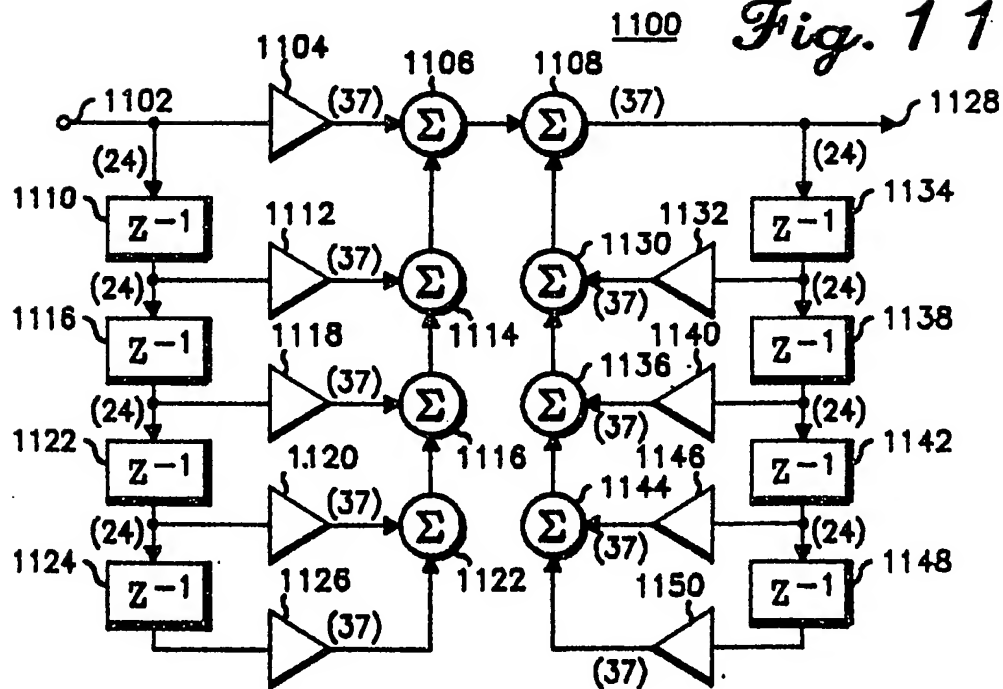 1100 Fig. 11
1104 1106 1108
1102 (37) Σ Σ (37) 1128
(24) (24)
1110 Z⁻¹ 1112 1132 Z⁻¹ 1134
(37) Σ 1130 Σ (37)
(24) 1114 (24)
1116 Z⁻¹ 1118 1140 Z⁻¹ 1138
(37) Σ 1136 Σ (37)
(24) 1116 (24)
1122 Z⁻¹ 1120 1146 Z⁻¹ 1142
(37) Σ 1144 Σ (37)
(24) 1122 (24)
1124 Z⁻¹ 1126 1150 Z⁻¹ 1148
(37) (37)